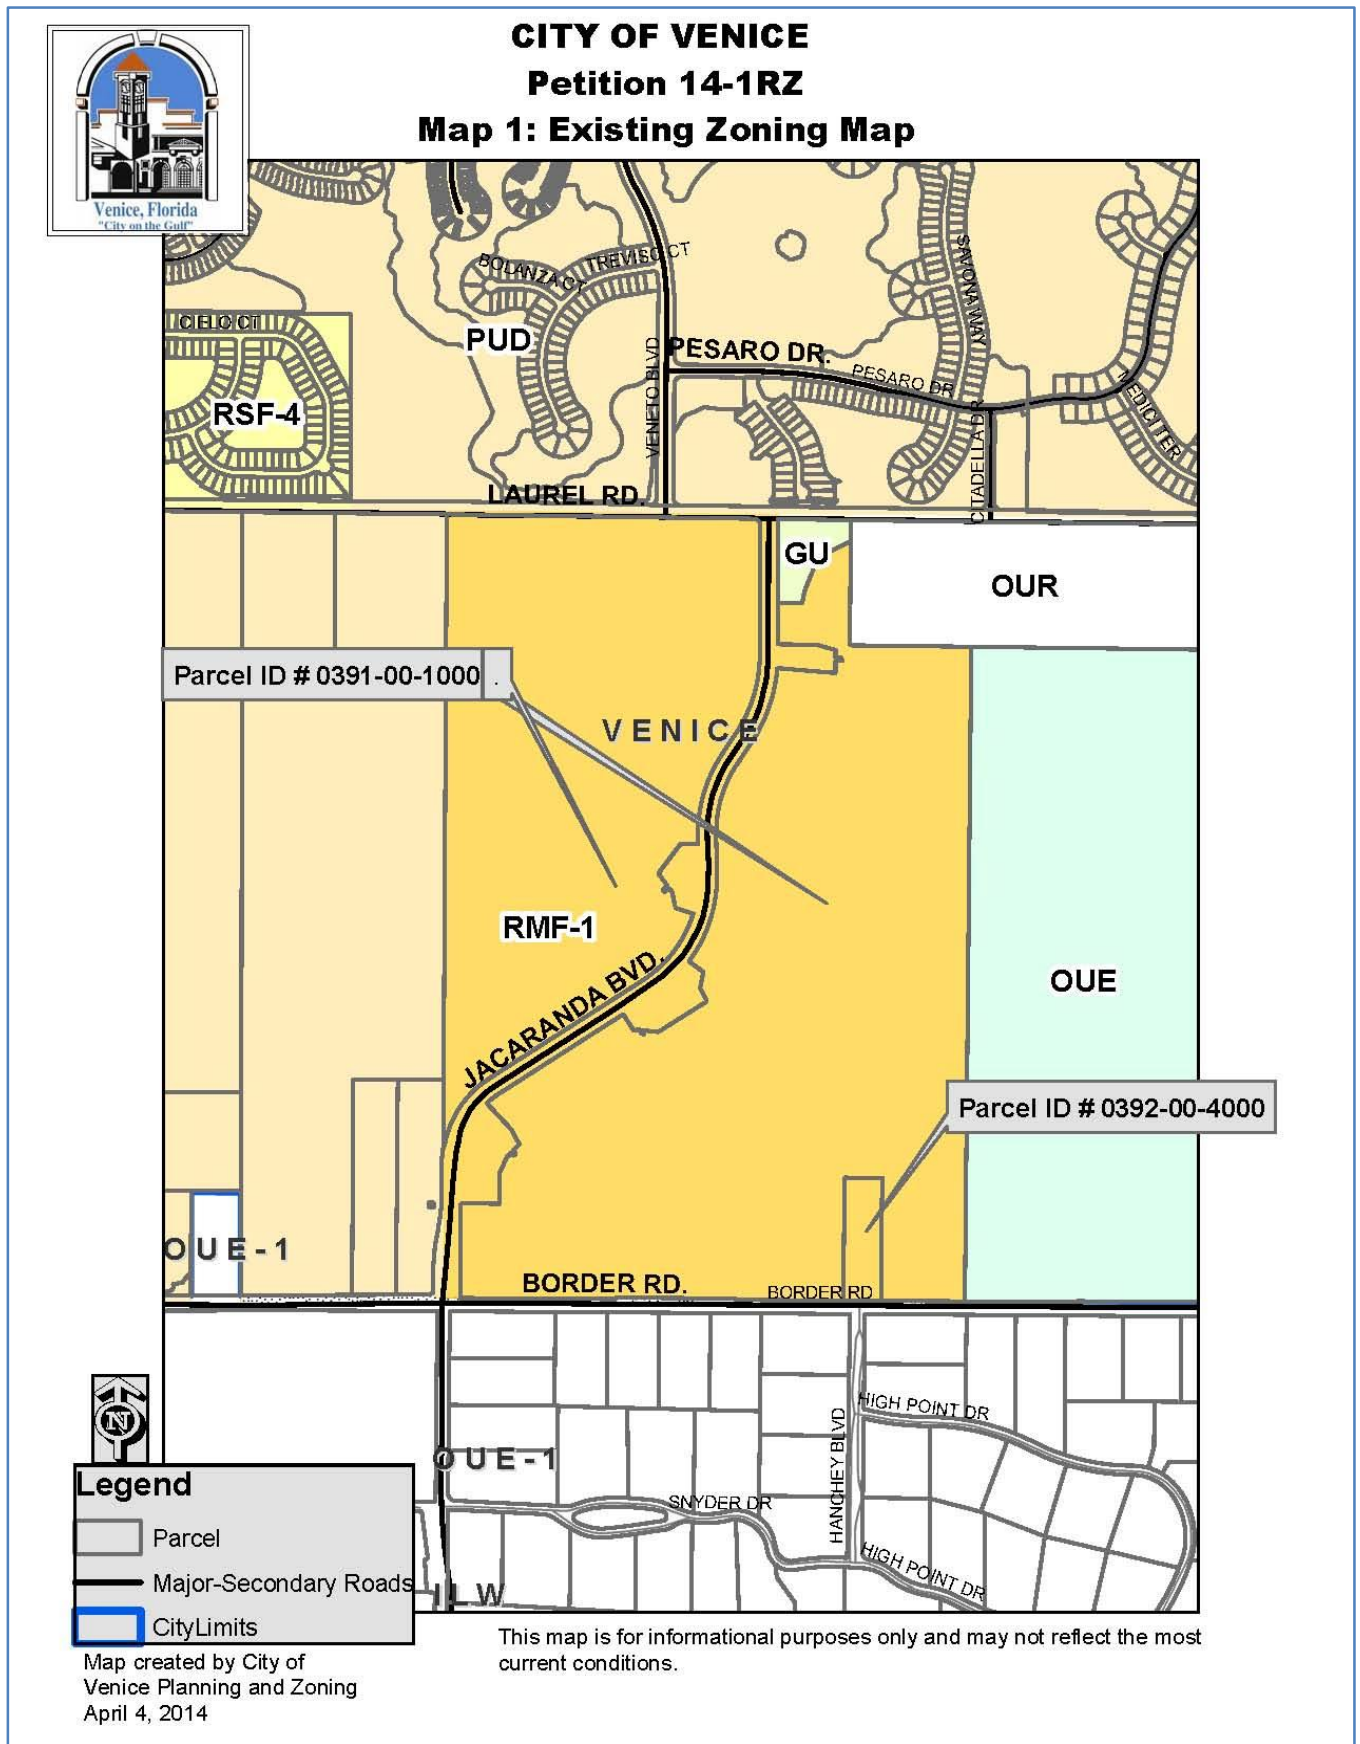 CITY OF VENICE
Petition 14-1RZ
Map 1: Existing Zoning Map
Venice, Florida
"City on the Gulf"
BOLANZA CT
TREVISO CT
SAVONA WAY
CIELO CT
PUD
VENETO BLVD
PESARO DR.
PESARO DR
MEDICI TER
RSF-4
CITADELLA DR
LAUREL RD.
GU
OUR
Parcel ID # 0391-00-1000
.
VENICE
RMF-1
JACARANDA BVD.
OUE
Parcel ID # 0392-00-4000
OUE-1
BORDER RD.
BORDER RD
HIGH POINT DR
HANCHEY BLVD
OUE-1
SNYDER DR
HIGH POINT DR
ILW
N
Legend
Parcel
Major-Secondary Roads
CityLimits
This map is for informational purposes only and may not reflect the most
current conditions.
Map created by City of
Venice Planning and Zoning
April 4, 2014